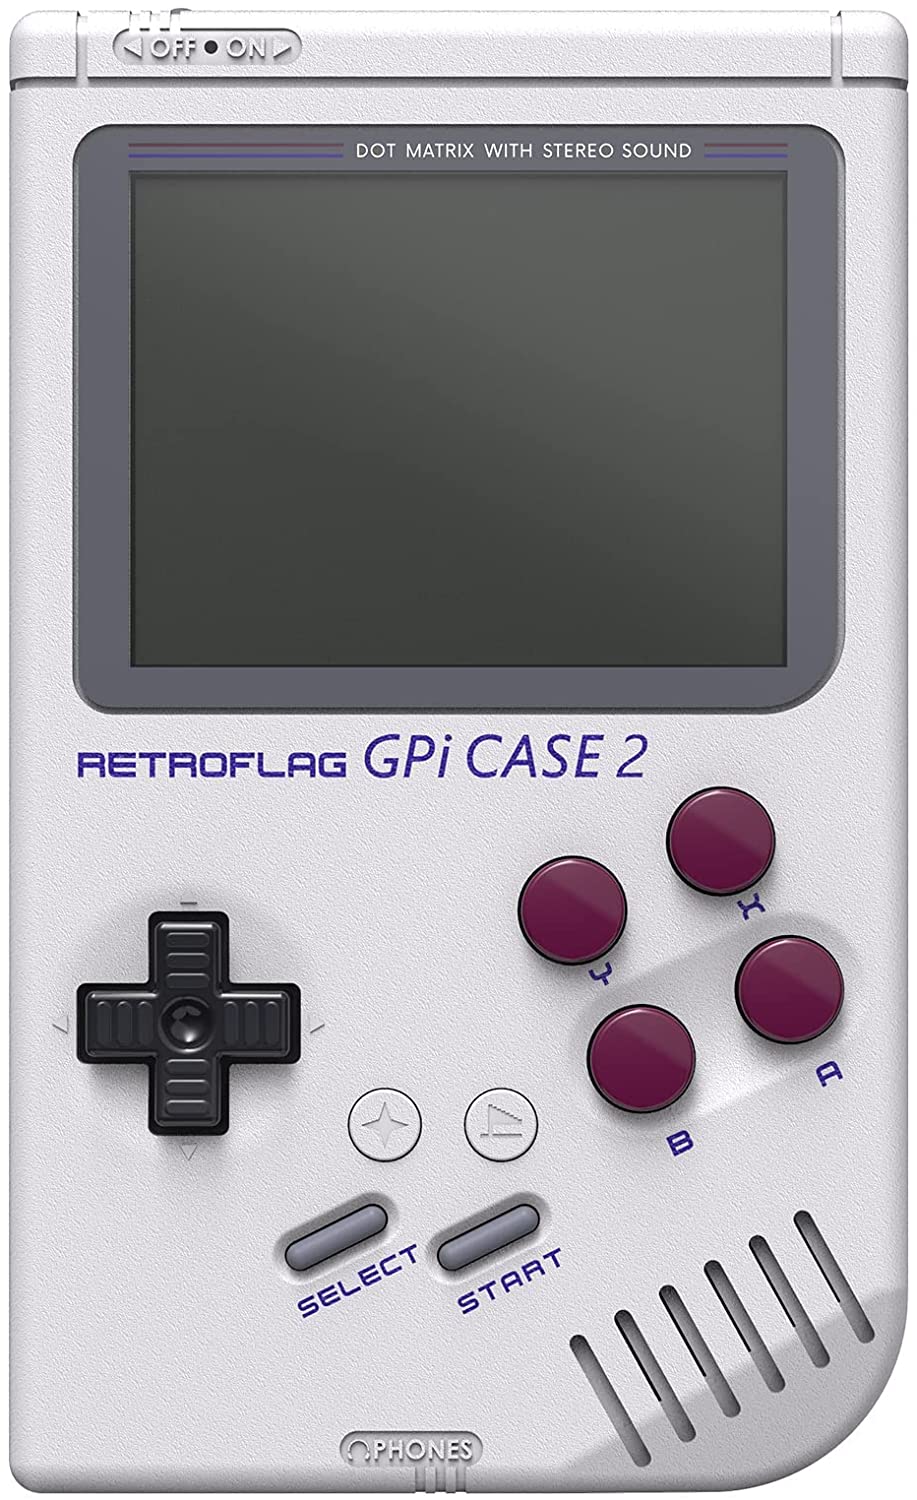 OFF ON
DOT MATRIX WITH STEREO SOUND
RETROFLAG GPi CASE 2
X
Y
A
B
SELECT
START
PHONES